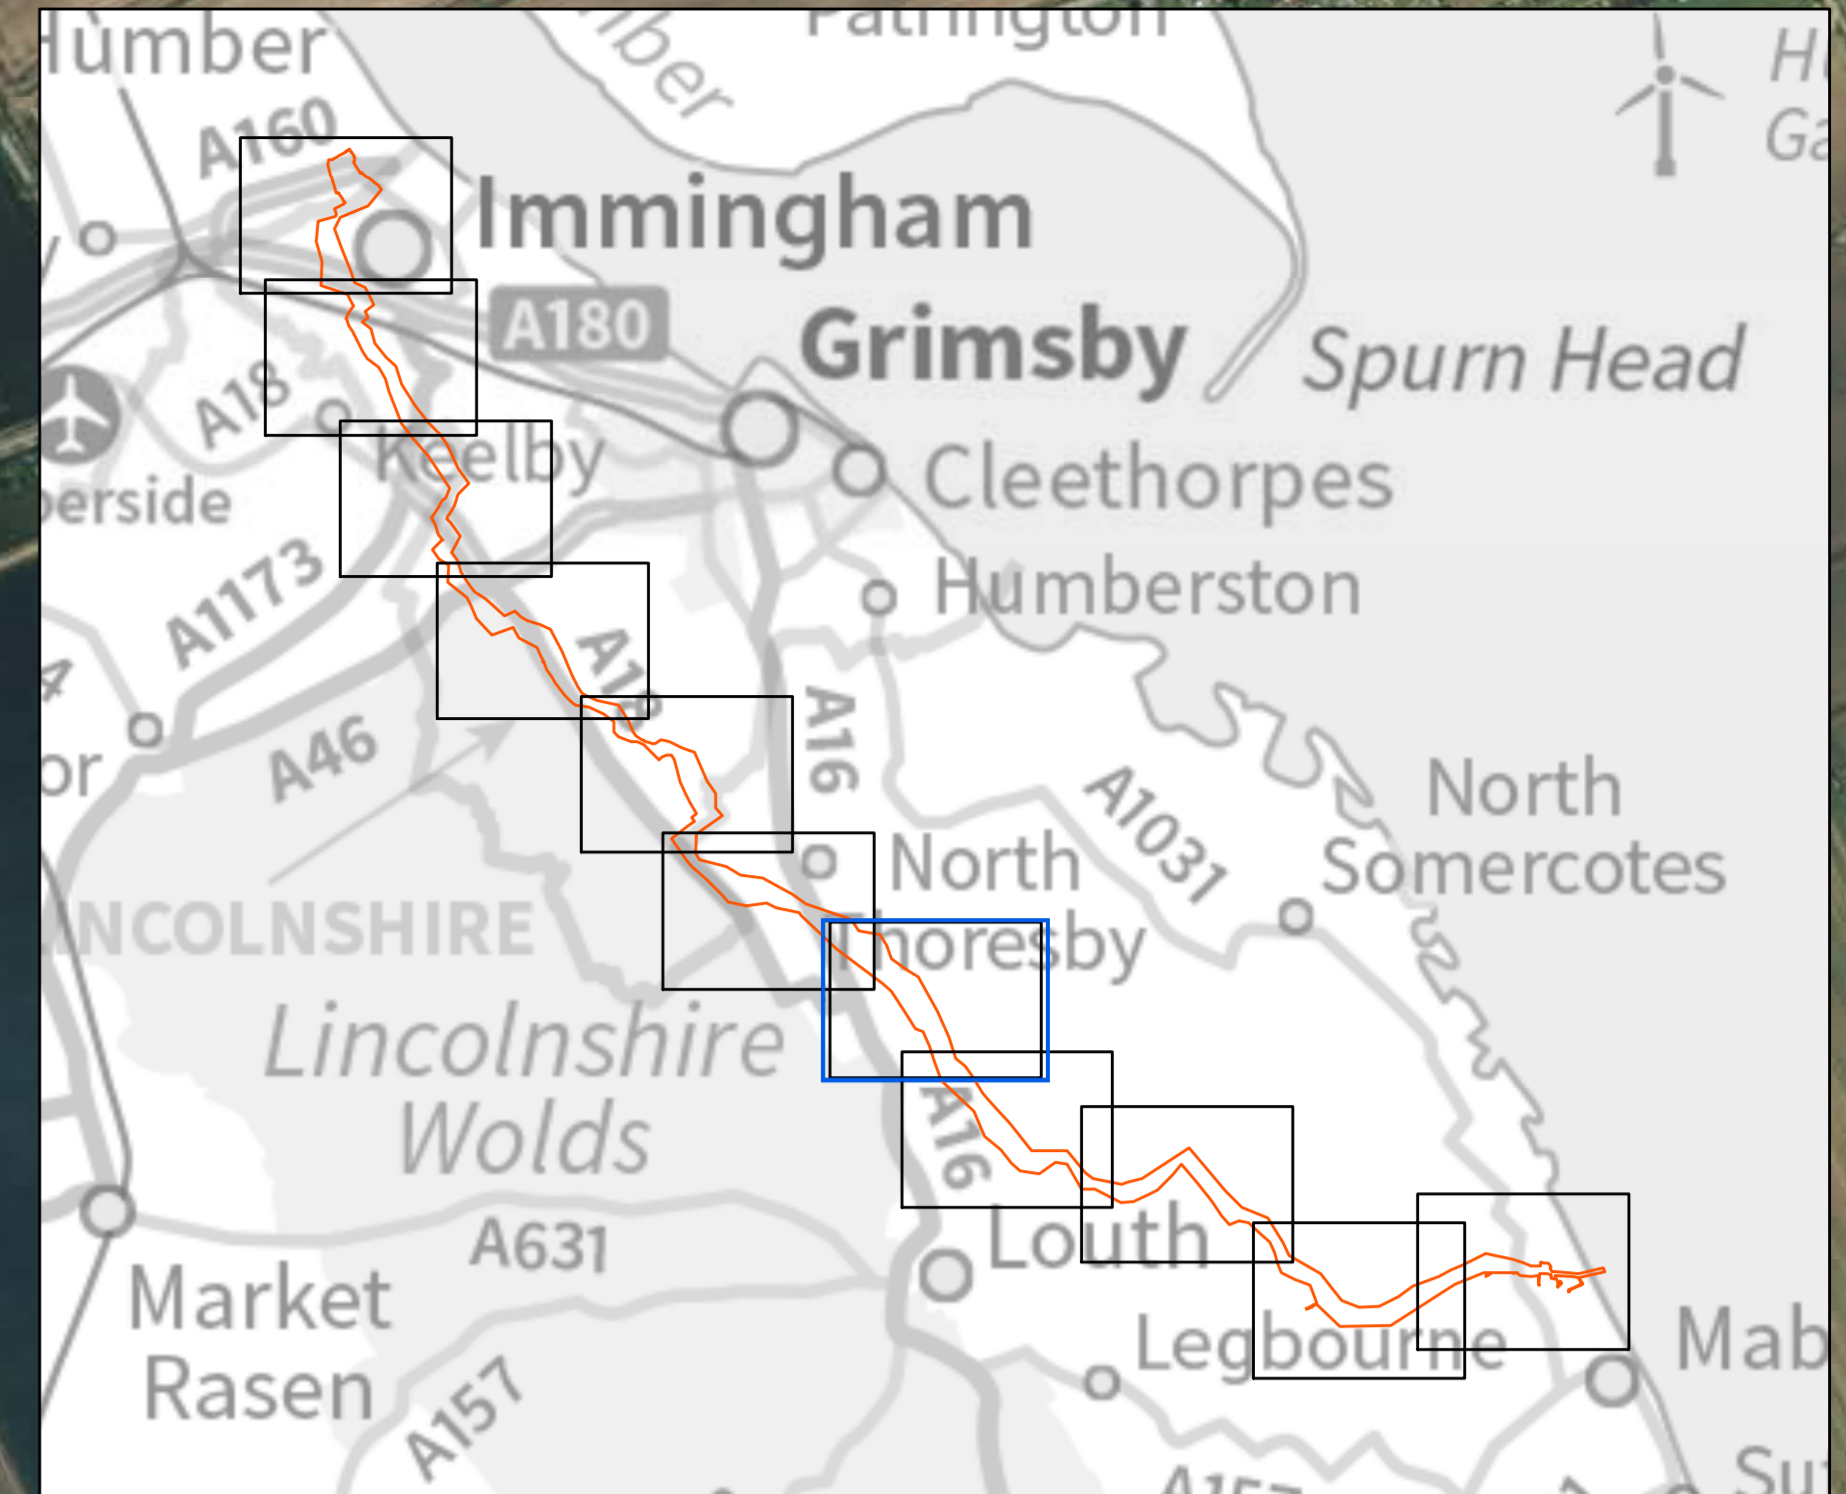 Humber
Patrington
A160
Immingham
A180
Grimsby
Spurn Head
A18
Keelby
Cleethorpes
Humberston
A1173
A18
A46
A16
A1031
North
Somercotes
North
Thoresby
Lincolnshire
Wolds
A16
A631
Louth
Market
Rasen
Legbourne
A157